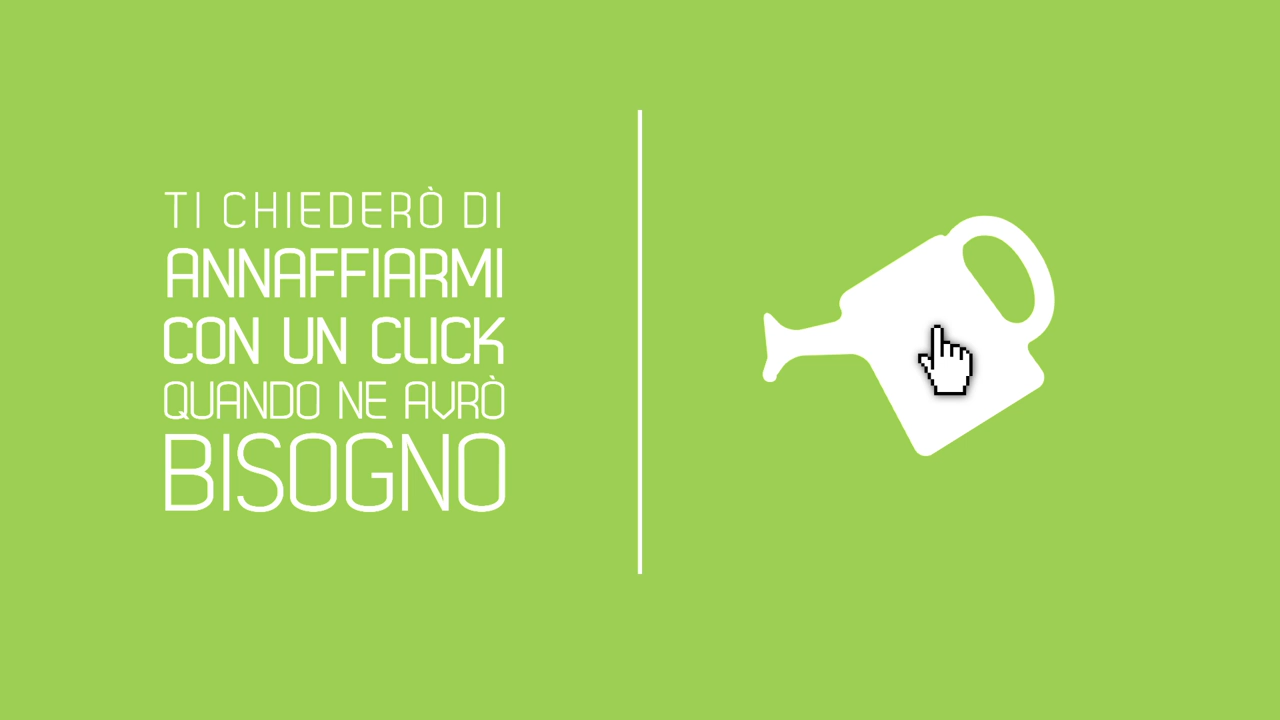 TI CHIEDERÒ DI
ANNAFFIARMI
CON UN CLICK
QUANDO NE AVRÒ
BISOGNO